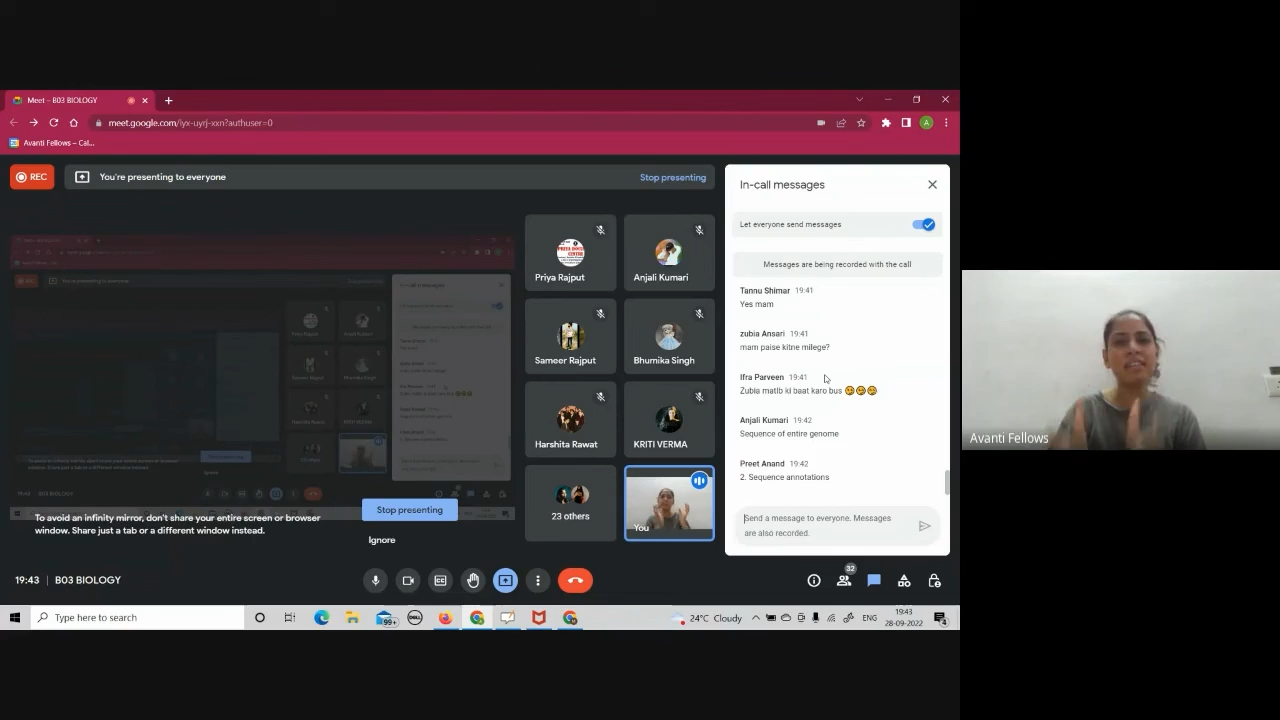 Meet – B03 BIOLOGY
meet.google.com/iyx-uyrj-xxn?authuser=0
Avanti Fellows – Cal...
REC
You're presenting to everyone
Stop presenting
In-call messages
Let everyone send messages
Messages are being recorded with the call
Tannu Shimar 19:41
Yes mam
zubia Ansari 19:41
mam paise kitne milege?
Ifra Parveen 19:41
Zubia matlb ki baat karo bus 😏😏😏
Anjali Kumari 19:42
Sequence of entire genome
Preet Anand 19:42
2. Sequence annotations
Send a message to everyone. Messages
are also recorded.
Priya Rajput
Anjali Kumari
Sameer Rajput
Bhumika Singh
Harshita Rawat
KRITI VERMA
23 others
You
To avoid an infinity mirror, don't share your entire screen or browser
window. Share just a tab or a different window instead.
Stop presenting
Ignore
19:43 | B03 BIOLOGY
32
Type here to search
99+
DELL
24°C Cloudy
ENG
19:43
28-09-2022
4
Avanti Fellows